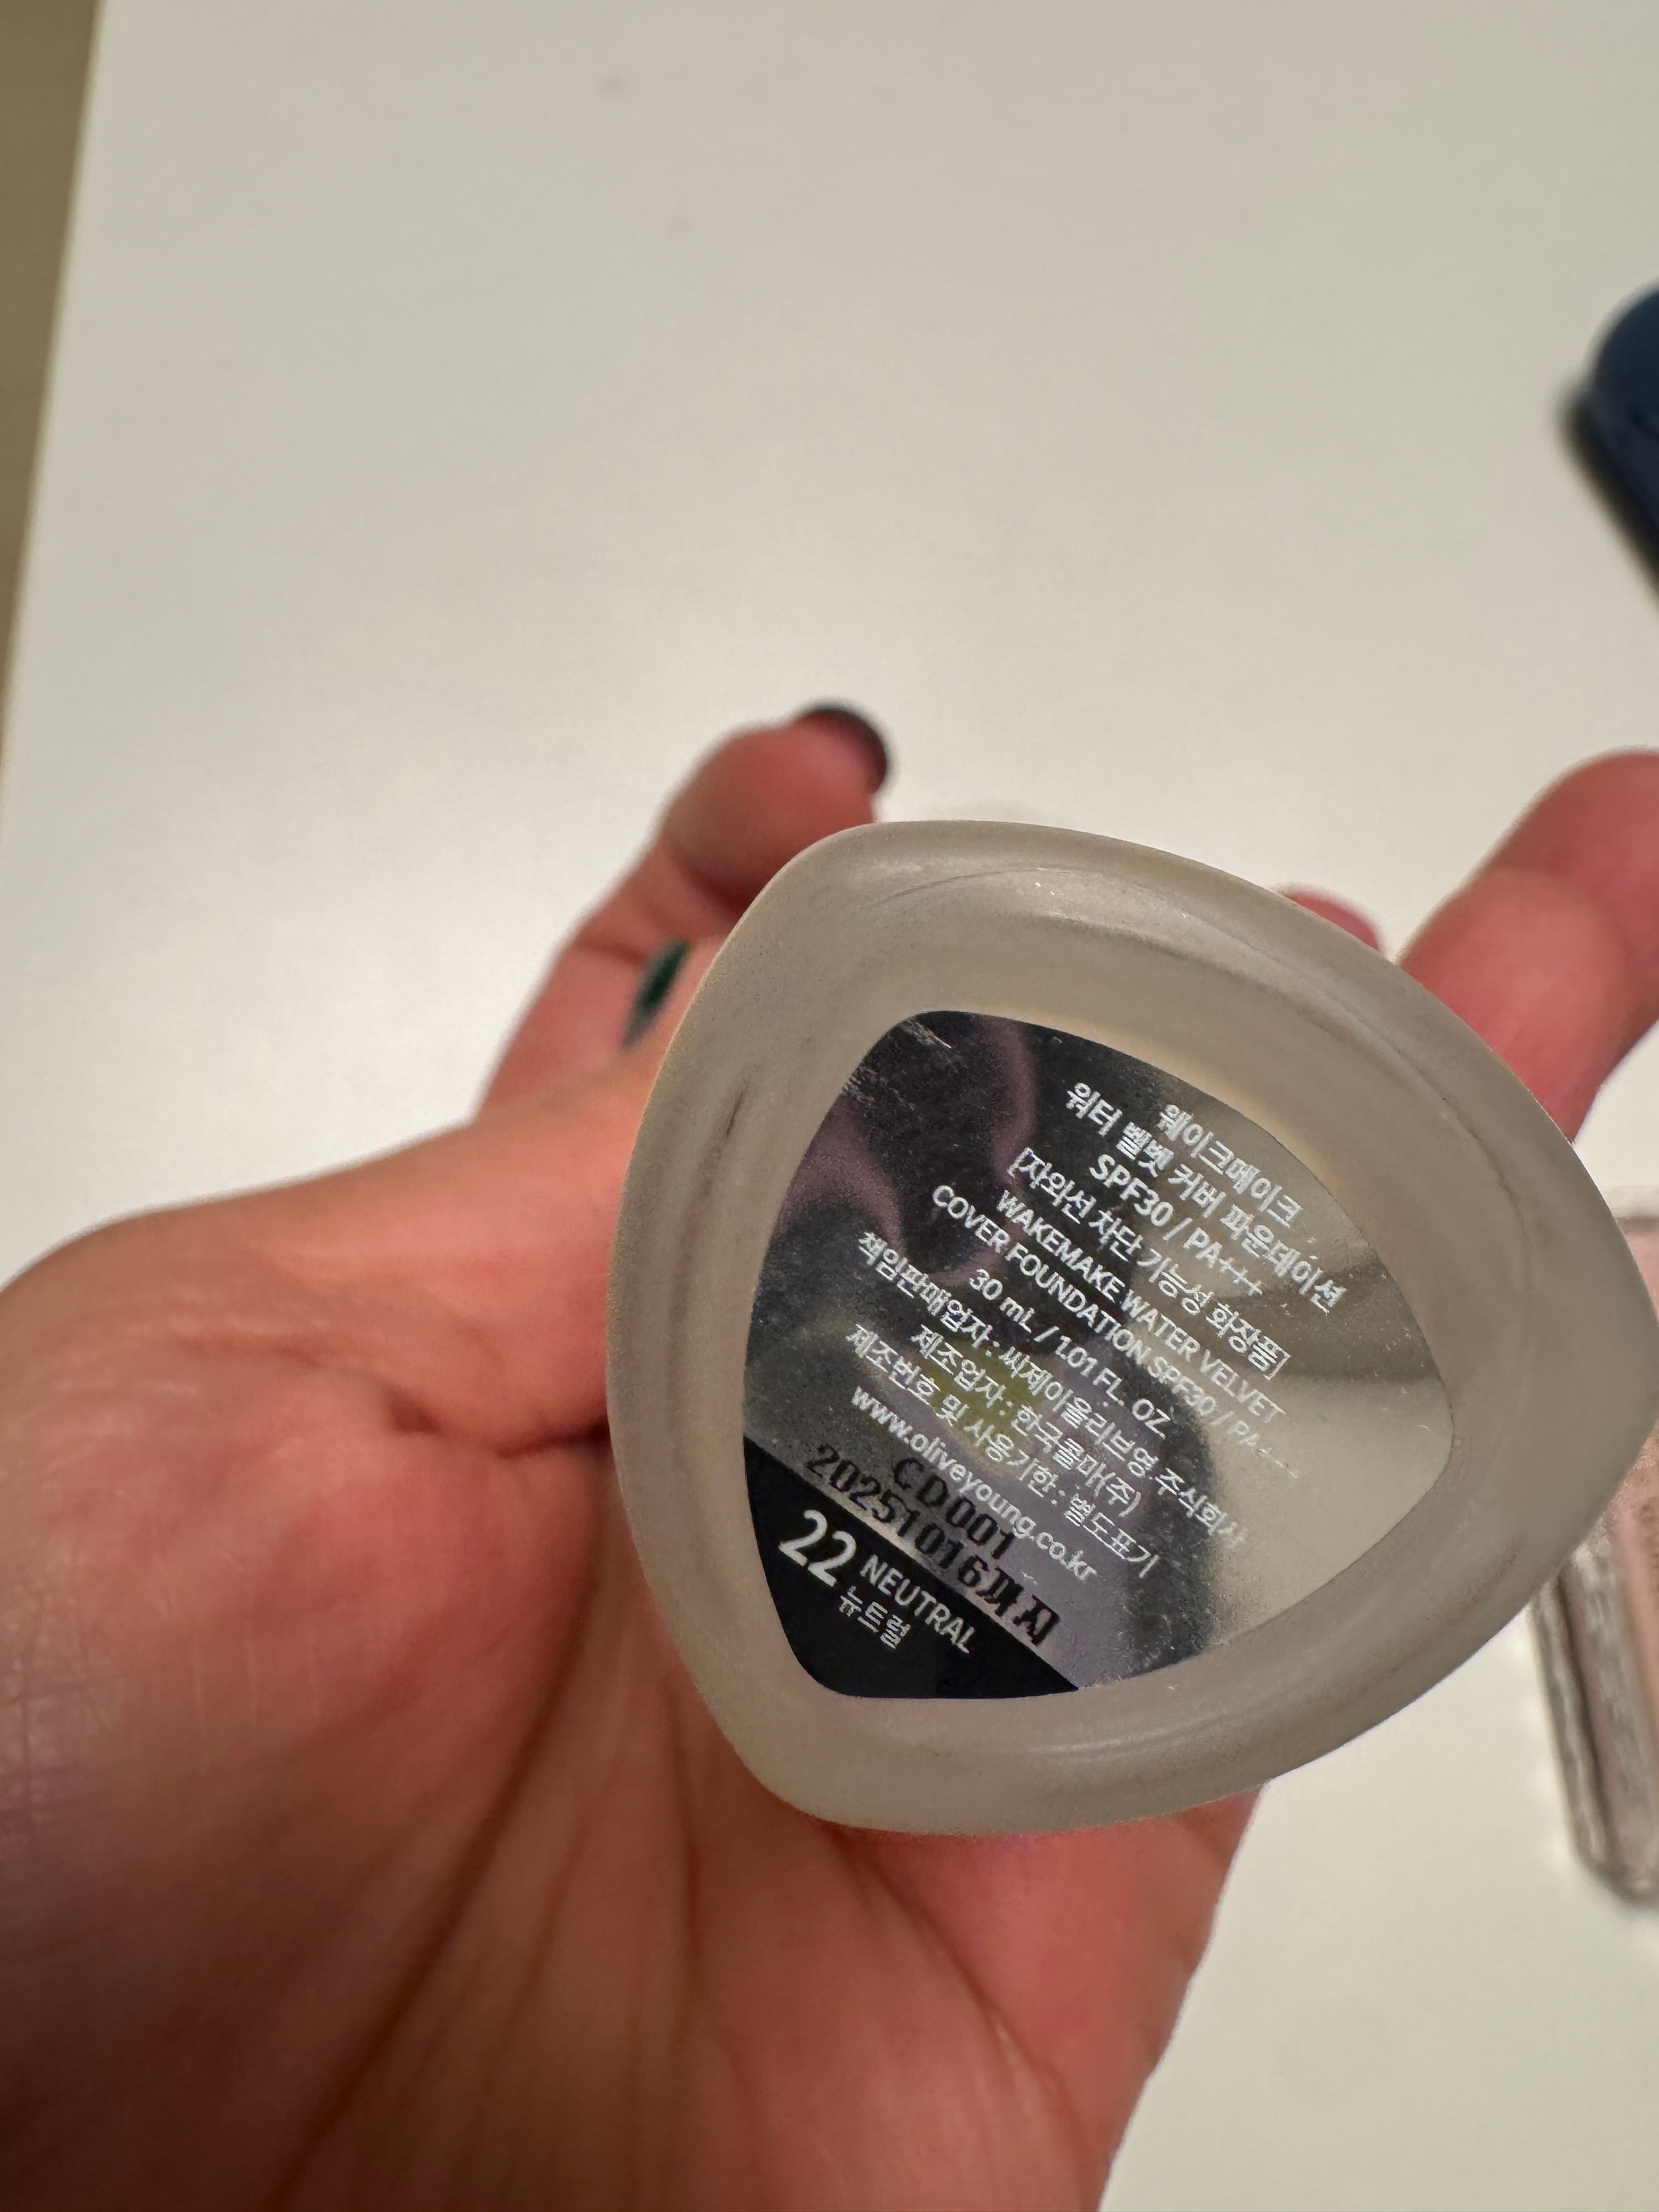 웨이크메이크
워터 벨벳 커버 파운데이션
SPF30 / PA+++
[자외선 차단 기능성 화장품]
WAKEMAKE WATER VELVET
COVER FOUNDATION SPF30 / PA
30 mL / 1.01 FL. OZ
책임판매업자 : 씨제이올리브영 주식회사
제조업자 : 한국콜마(주)
제조번호 및 사용기한 : 별도표기
www.oliveyoung.co.kr
CD001
20251016까지
22 NEUTRAL
뉴트럴